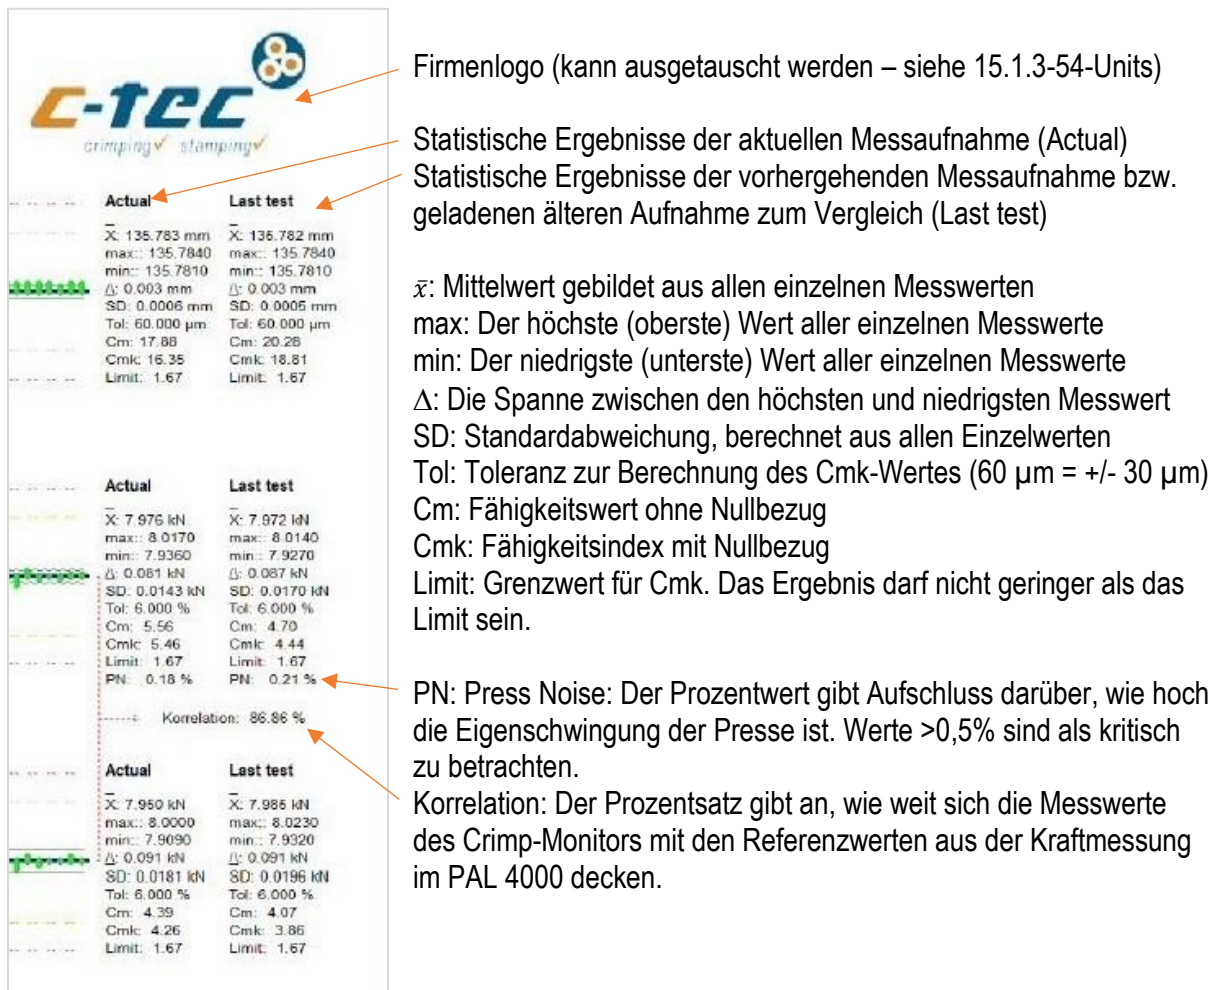 c-tec
crimping✓ stamping✓
Firmenlogo (kann ausgetauscht werden – siehe 15.1.3-54-Units)
Statistische Ergebnisse der aktuellen Messaufnahme (Actual)
Statistische Ergebnisse der vorhergehenden Messaufnahme bzw.
geladenen älteren Aufnahme zum Vergleich (Last test)
x̄: Mittelwert gebildet aus allen einzelnen Messwerten
max: Der höchste (oberste) Wert aller einzelnen Messwerte
min: Der niedrigste (unterste) Wert aller einzelnen Messwerte
Δ: Die Spanne zwischen den höchsten und niedrigsten Messwert
SD: Standardabweichung, berechnet aus allen Einzelwerten
Tol: Toleranz zur Berechnung des Cmk-Wertes (60 µm = +/- 30 µm)
Cm: Fähigkeitswert ohne Nullbezug
Cmk: Fähigkeitsindex mit Nullbezug
Limit: Grenzwert für Cmk. Das Ergebnis darf nicht geringer als das
Limit sein.
PN: Press Noise: Der Prozentwert gibt Aufschluss darüber, wie hoch
die Eigenschwingung der Presse ist. Werte >0,5% sind als kritisch
zu betrachten.
Korrelation: Der Prozentsatz gibt an, wie weit sich die Messwerte
des Crimp-Monitors mit den Referenzwerten aus der Kraftmessung
im PAL 4000 decken.
Actual Last test
X̄: 135.783 mm X̄: 135.782 mm
max:: 135.7840 max:: 135.7840
min:: 135.7810 min:: 135.7810
Δ: 0.003 mm Δ: 0.003 mm
SD: 0.0006 mm SD: 0.0005 mm
Tol: 60.000 µm Tol: 60.000 µm
Cm: 17.88 Cm: 20.28
Cmk: 16.35 Cmk: 18.81
Limit: 1.67 Limit: 1.67
Actual Last test
X̄: 7.976 kN X̄: 7.972 kN
max:: 8.0170 max:: 8.0140
min:: 7.9360 min:: 7.9270
Δ: 0.081 kN Δ: 0.087 kN
SD: 0.0143 kN SD: 0.0170 kN
Tol: 6.000 % Tol: 6.000 %
Cm: 5.56 Cm: 4.70
Cmk: 5.46 Cmk: 4.44
Limit: 1.67 Limit: 1.67
PN: 0.18 % PN: 0.21 %
Korrelation: 86.86 %
Actual Last test
X̄: 7.950 kN X̄: 7.985 kN
max:: 8.0000 max:: 8.0230
min:: 7.9090 min:: 7.9320
Δ: 0.091 kN Δ: 0.091 kN
SD: 0.0181 kN SD: 0.0196 kN
Tol: 6.000 % Tol: 6.000 %
Cm: 4.39 Cm: 4.07
Cmk: 4.26 Cmk: 3.86
Limit: 1.67 Limit: 1.67